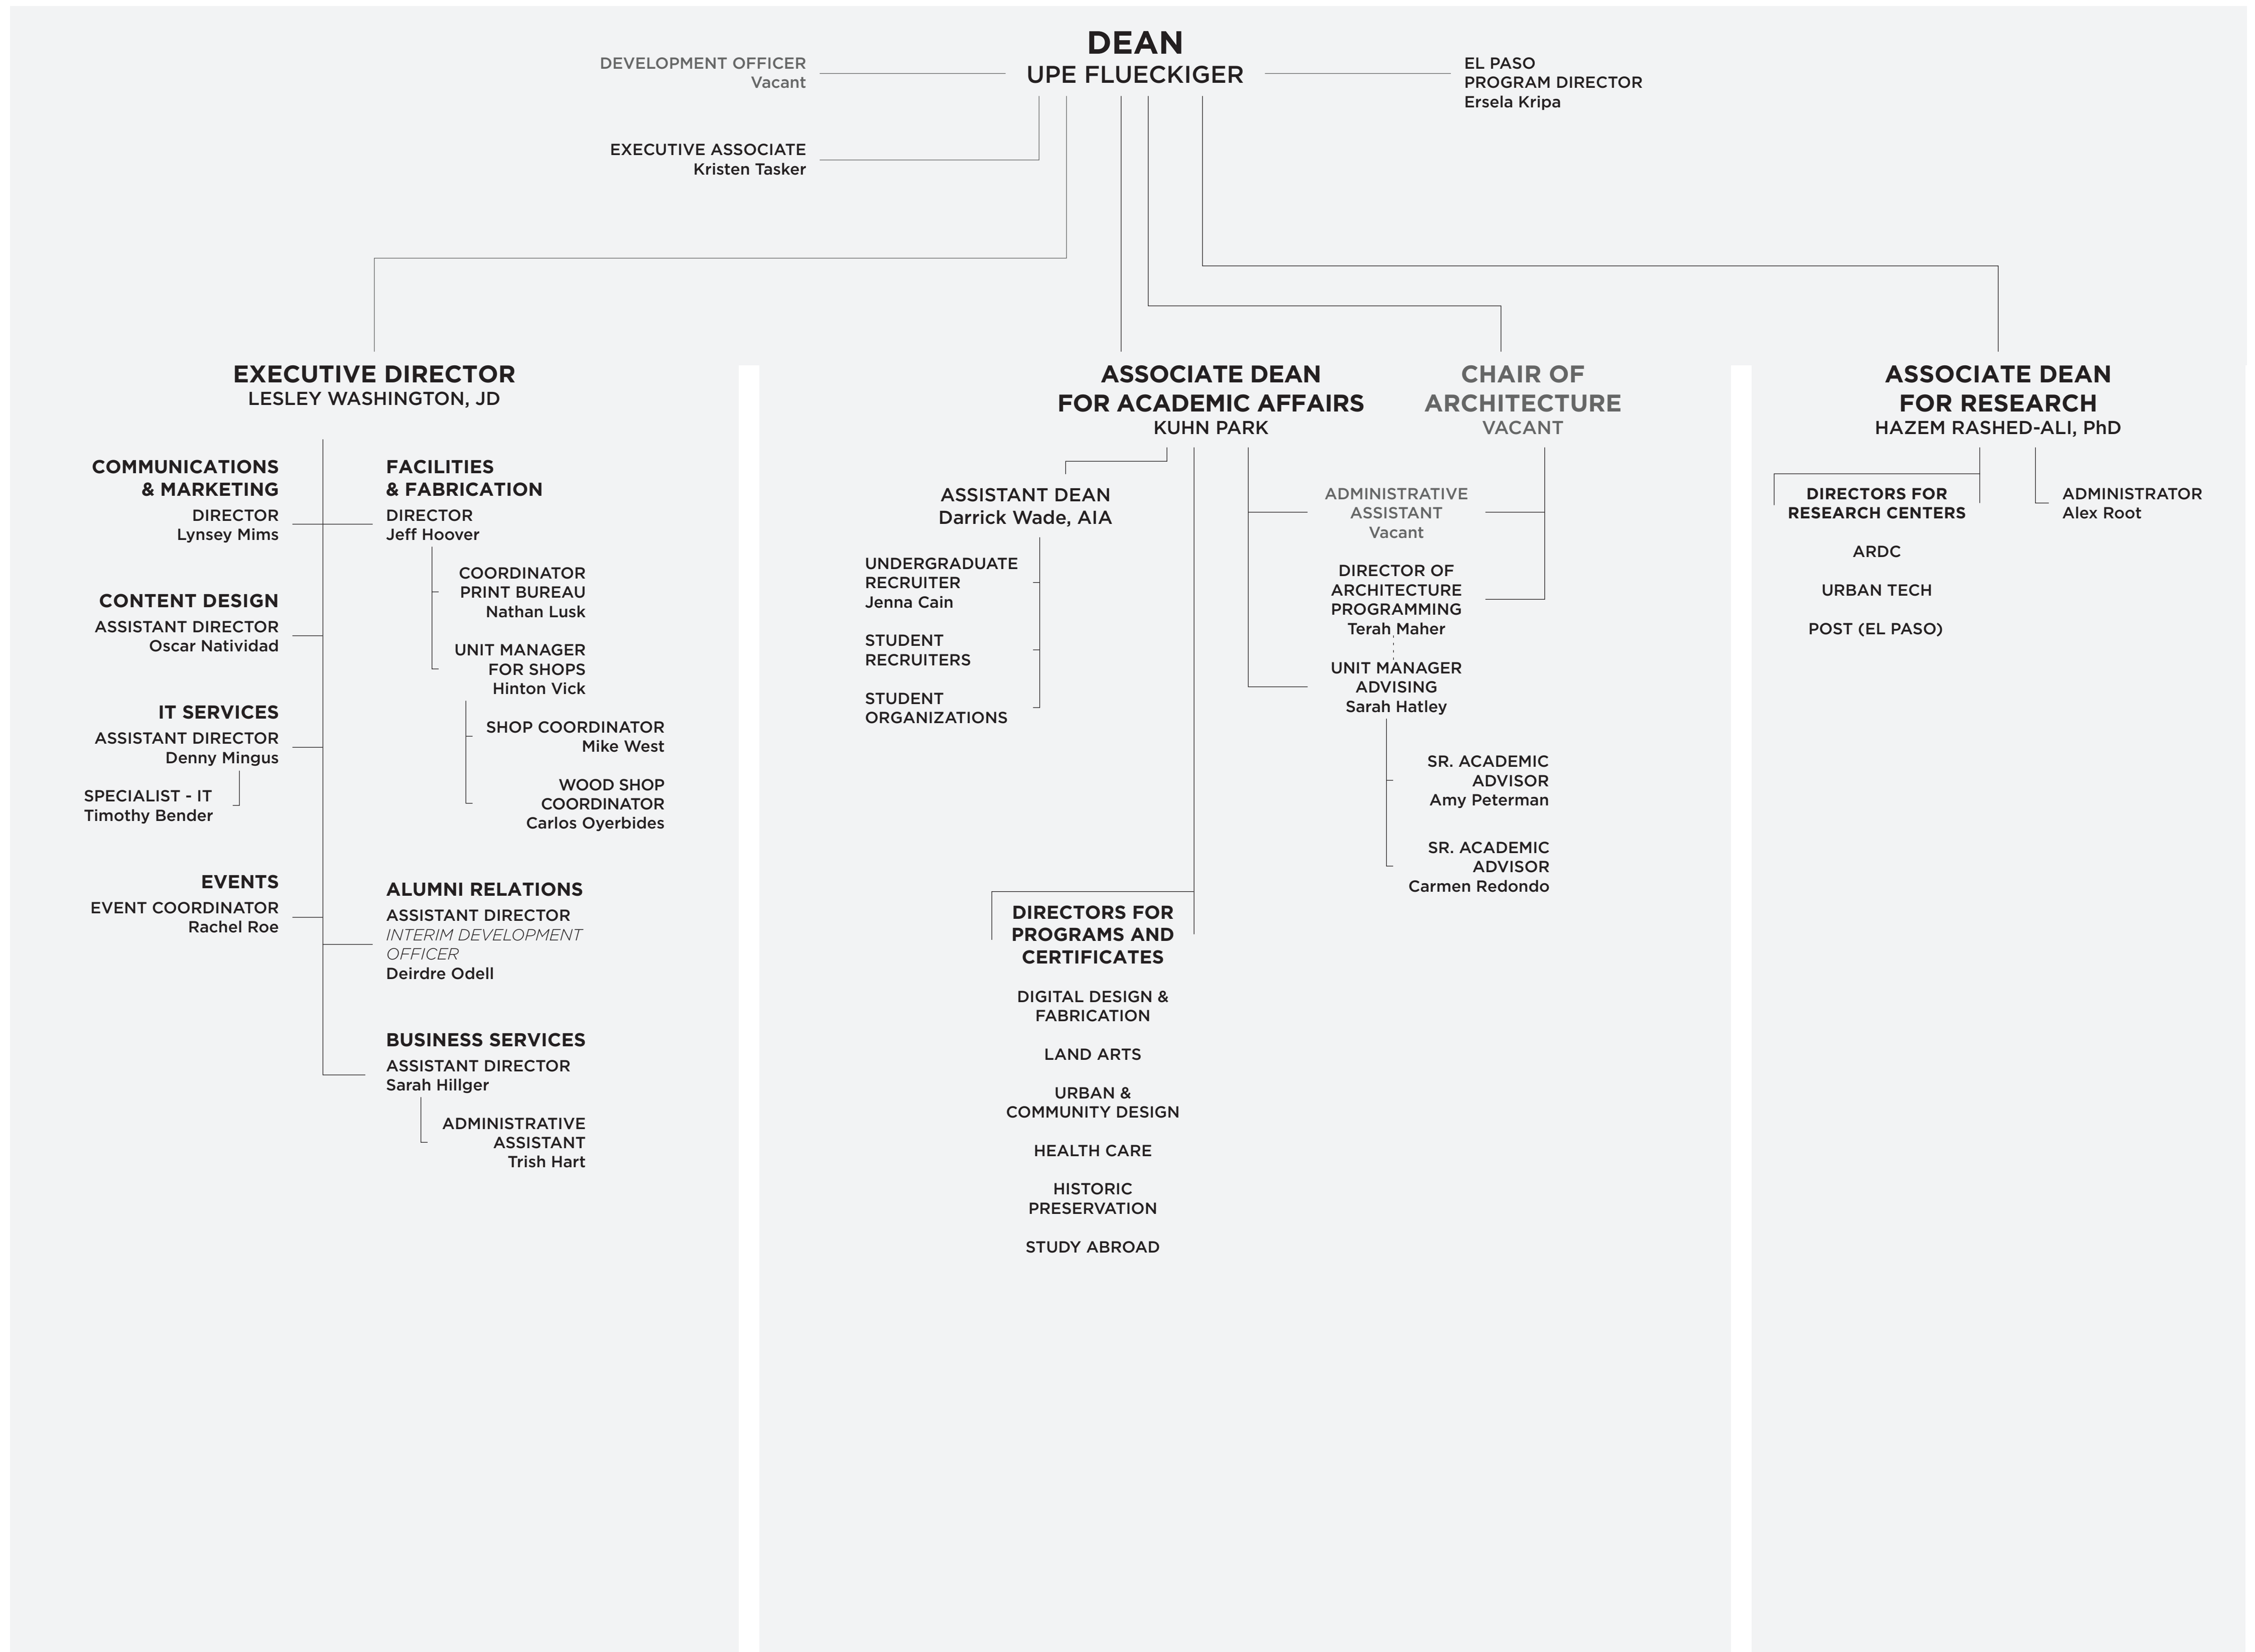 DEAN
UPE FLUECKIGER
DEVELOPMENT OFFICER
Vacant
EL PASO
PROGRAM DIRECTOR
Ersela Kripa
EXECUTIVE ASSOCIATE
Kristen Tasker
EXECUTIVE DIRECTOR
LESLEY WASHINGTON, JD
COMMUNICATIONS
& MARKETING
DIRECTOR
Lynsey Mims
CONTENT DESIGN
ASSISTANT DIRECTOR
Oscar Natividad
IT SERVICES
ASSISTANT DIRECTOR
Denny Mingus
SPECIALIST - IT
Timothy Bender
EVENTS
EVENT COORDINATOR
Rachel Roe
FACILITIES
& FABRICATION
DIRECTOR
Jeff Hoover
COORDINATOR
PRINT BUREAU
Nathan Lusk
UNIT MANAGER
FOR SHOPS
Hinton Vick
SHOP COORDINATOR
Mike West
WOOD SHOP
COORDINATOR
Carlos Oyerbides
ALUMNI RELATIONS
ASSISTANT DIRECTOR
INTERIM DEVELOPMENT
OFFICER
Deirdre Odell
BUSINESS SERVICES
ASSISTANT DIRECTOR
Sarah Hillger
ADMINISTRATIVE
ASSISTANT
Trish Hart
ASSOCIATE DEAN
FOR ACADEMIC AFFAIRS
KUHN PARK
ASSISTANT DEAN
Darrick Wade, AIA
UNDERGRADUATE
RECRUITER
Jenna Cain
STUDENT
RECRUITERS
STUDENT
ORGANIZATIONS
DIRECTORS FOR
PROGRAMS AND
CERTIFICATES
DIGITAL DESIGN &
FABRICATION
LAND ARTS
URBAN &
COMMUNITY DESIGN
HEALTH CARE
HISTORIC
PRESERVATION
STUDY ABROAD
CHAIR OF
ARCHITECTURE
VACANT
ADMINISTRATIVE
ASSISTANT
Vacant
DIRECTOR OF
ARCHITECTURE
PROGRAMMING
Terah Maher
UNIT MANAGER
ADVISING
Sarah Hatley
SR. ACADEMIC
ADVISOR
Amy Peterman
SR. ACADEMIC
ADVISOR
Carmen Redondo
ASSOCIATE DEAN
FOR RESEARCH
HAZEM RASHED-ALI, PhD
DIRECTORS FOR
RESEARCH CENTERS
ARDC
URBAN TECH
POST (EL PASO)
ADMINISTRATOR
Alex Root